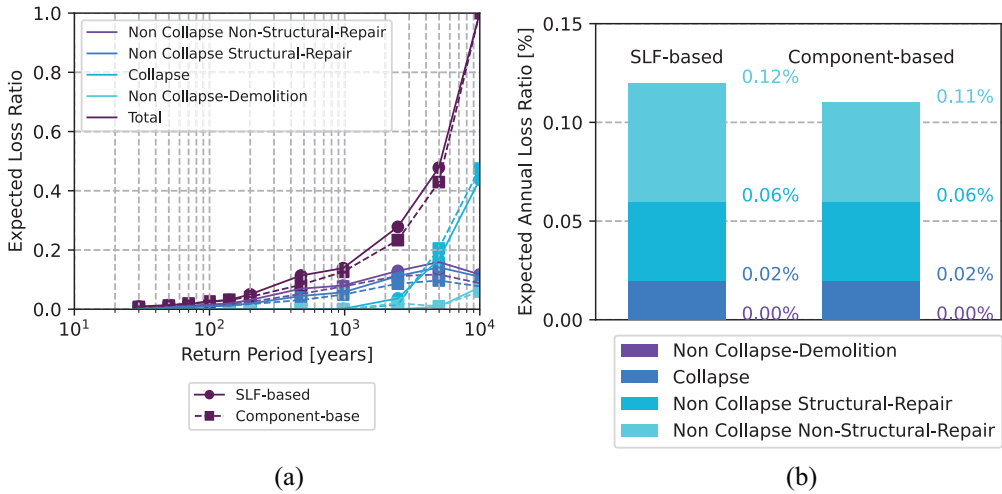 Expected Loss Ratio
1.0
0.8
0.6
0.4
0.2
0.0
Non Collapse Non-Structural-Repair
Non Collapse Structural-Repair
Collapse
Non Collapse-Demolition
Total
10¹
10²
10³
10⁴
Return Period [years]
SLF-based
Component-base
(a)
Expected Annual Loss Ratio [%]
0.15
0.10
0.05
0.00
SLF-based
Component-based
0.12%
0.11%
0.06%
0.06%
0.02%
0.02%
0.00%
0.00%
Non Collapse-Demolition
Collapse
Non Collapse Structural-Repair
Non Collapse Non-Structural-Repair
(b)